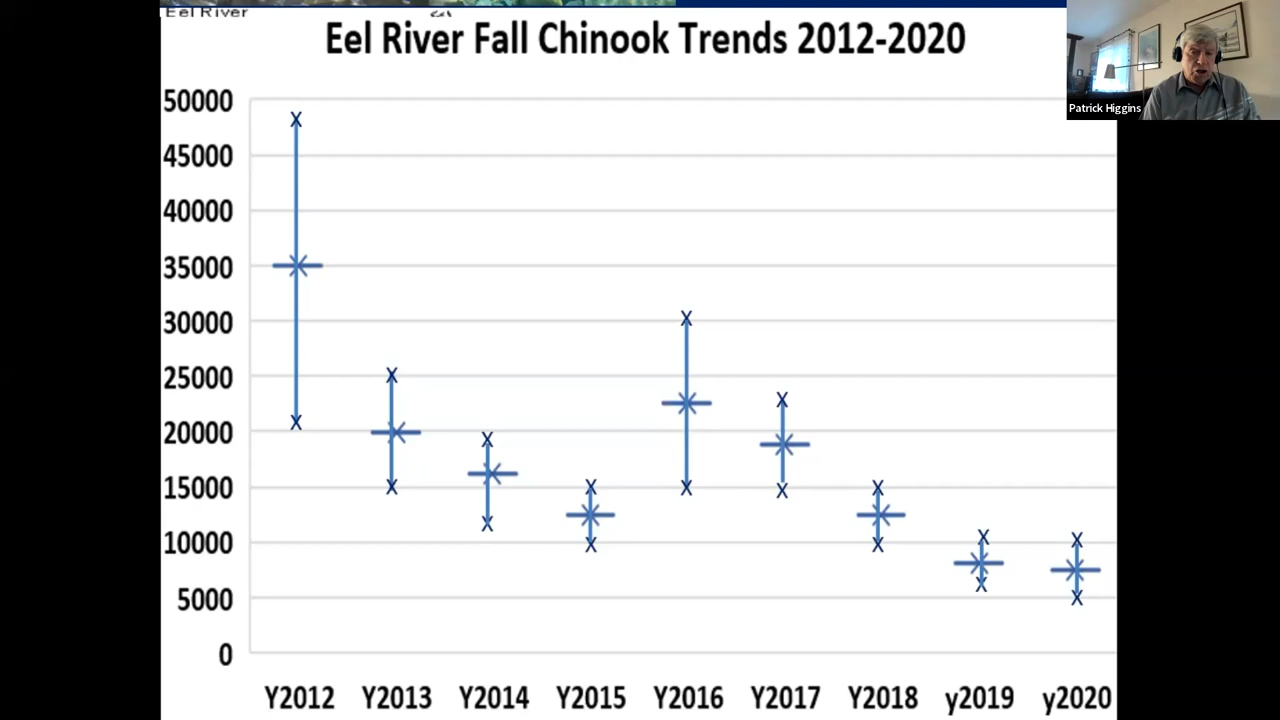 Eel River
Eel River Fall Chinook Trends 2012-2020
Patrick Higgins
50000
45000
40000
35000
30000
25000
20000
15000
10000
5000
0
Y2012 Y2013 Y2014 Y2015 Y2016 Y2017 Y2018 y2019 y2020